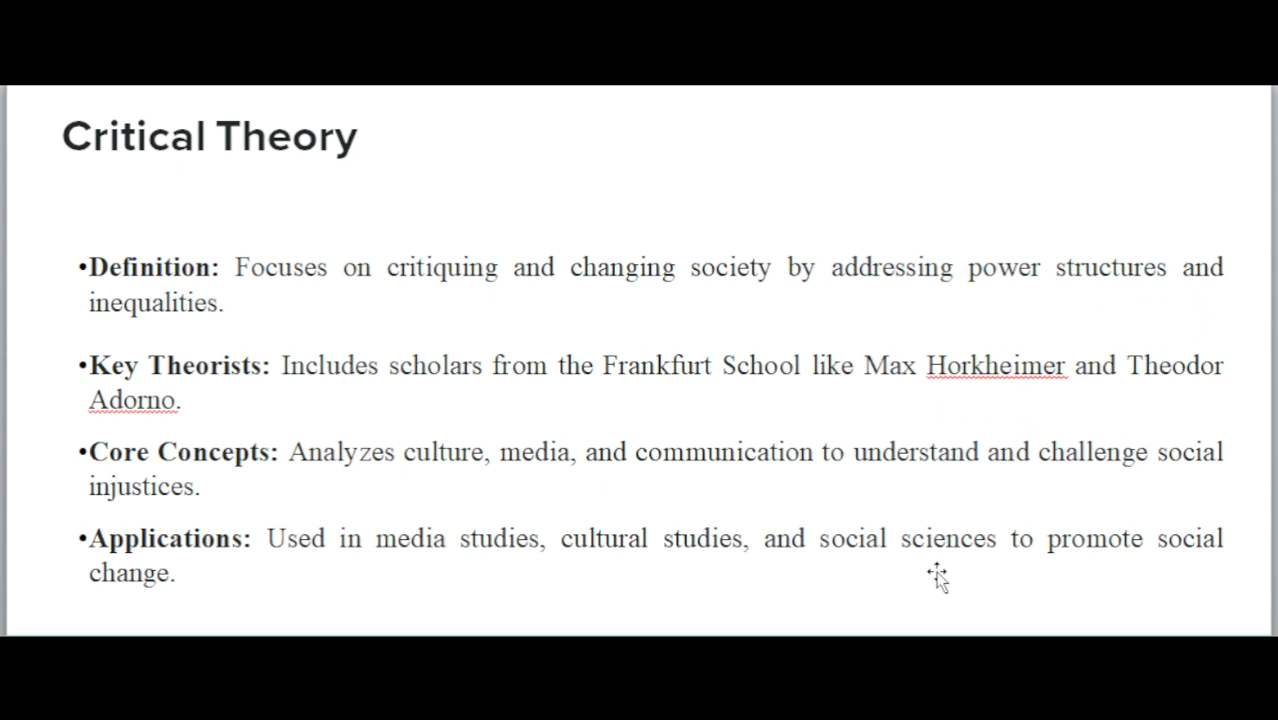 Critical Theory
•Definition: Focuses on critiquing and changing society by addressing power structures and
inequalities.
•Key Theorists: Includes scholars from the Frankfurt School like Max Horkheimer and Theodor
Adorno.
•Core Concepts: Analyzes culture, media, and communication to understand and challenge social
injustices.
•Applications: Used in media studies, cultural studies, and social sciences to promote social
change.